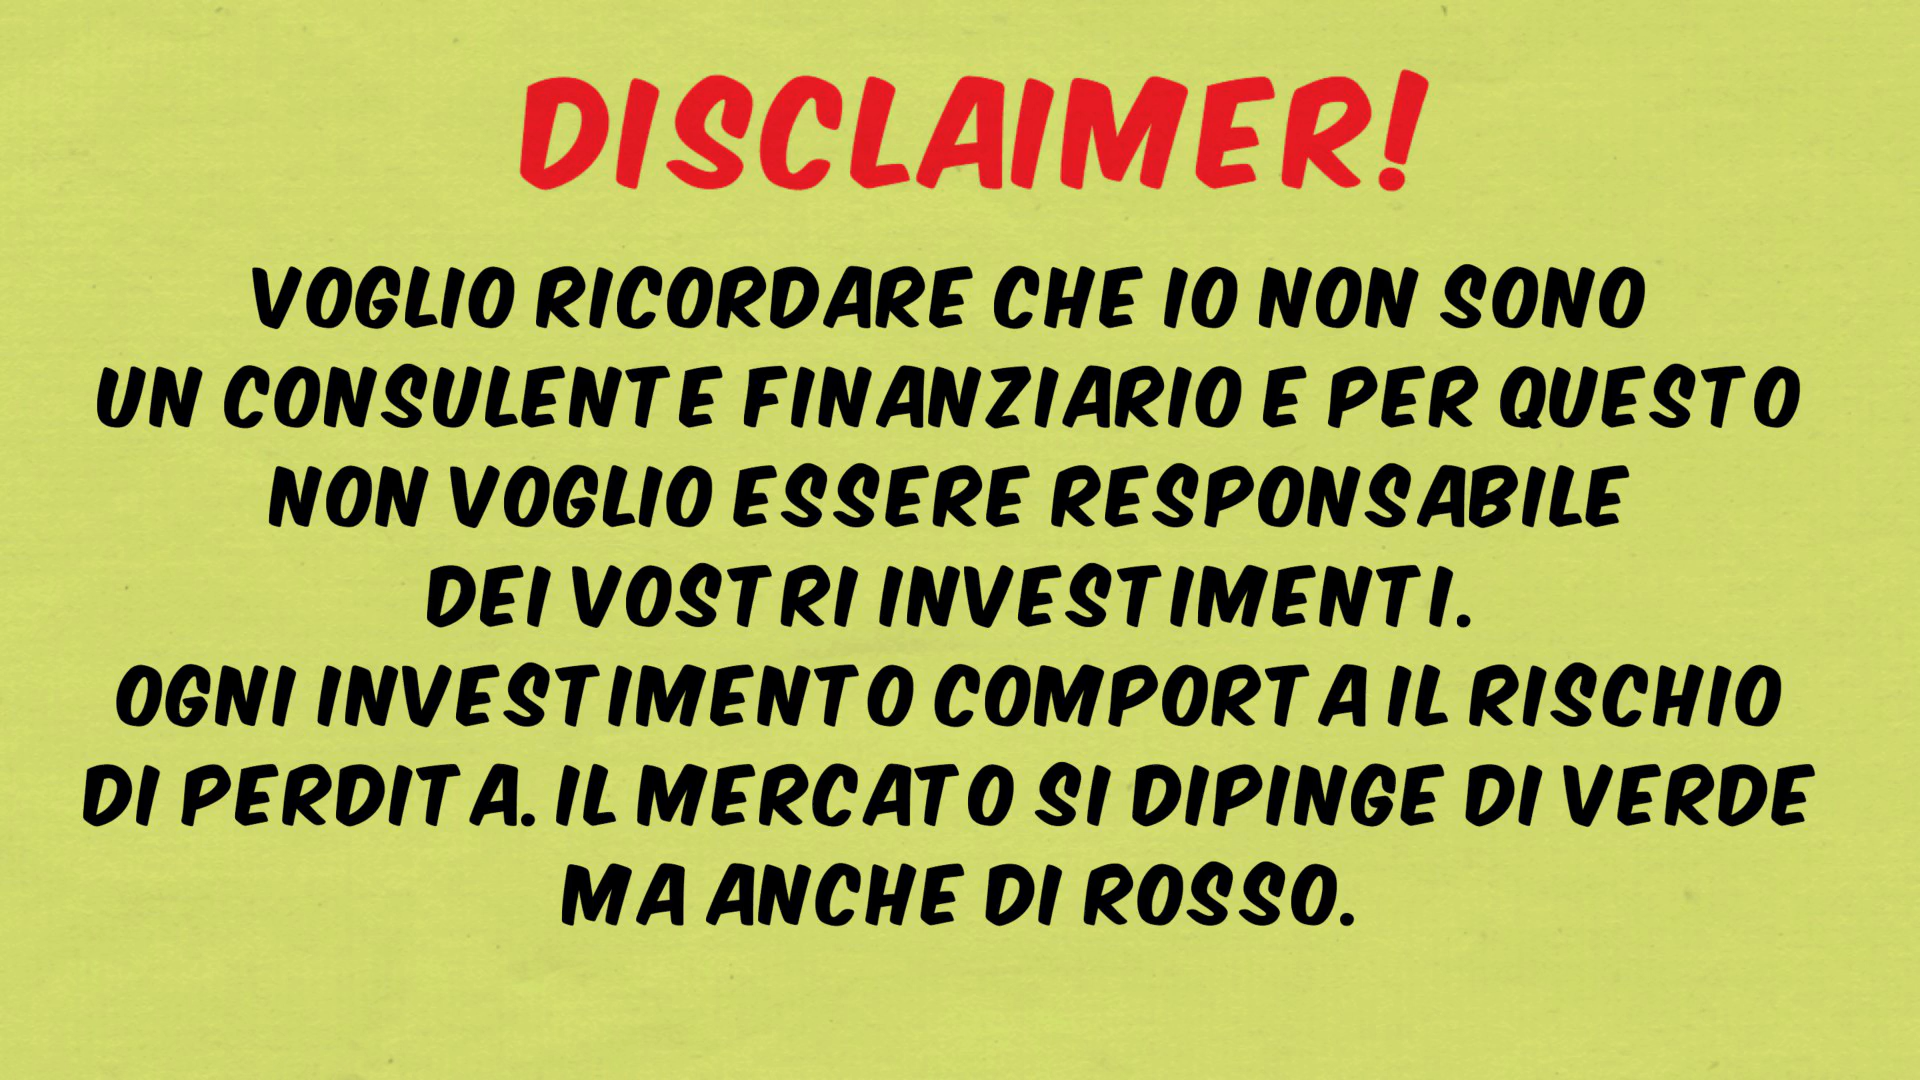 DISCLAIMER!
VOGLIO RICORDARE CHE IO NON SONO
UN CONSULENTE FINANZIARIO E PER QUESTO
NON VOGLIO ESSERE RESPONSABILE
DEI VOSTRI INVESTIMENTI.
OGNI INVESTIMENTO COMPORTA IL RISCHIO
DI PERDITA. IL MERCATO SI DIPINGE DI VERDE
MA ANCHE DI ROSSO.